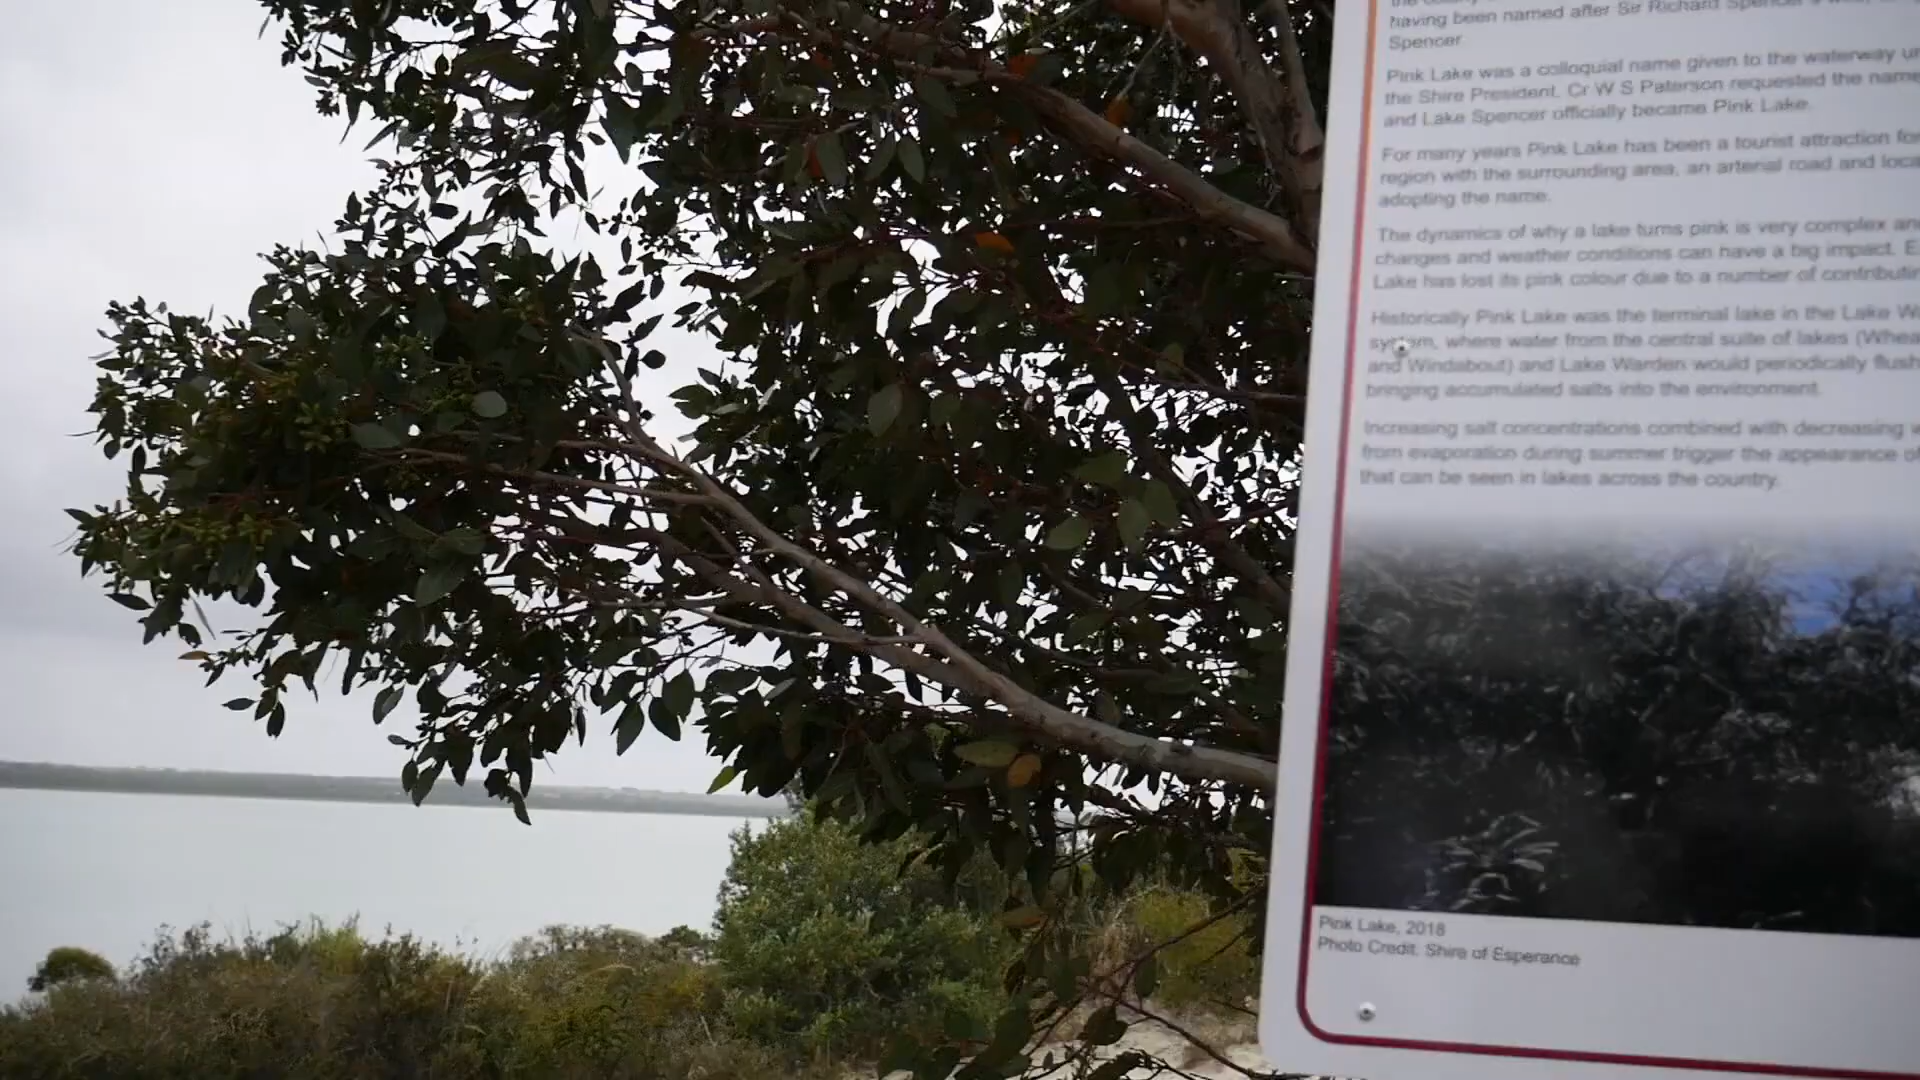 having been named after Sir Richard Spencer's wife,
Spencer.
Pink Lake was a colloquial name given to the waterway
the Shire President, Cr W S Paterson requested the name
and Lake Spencer officially became Pink Lake.
For many years Pink Lake has been a tourist attraction for
region with the surrounding area, an arterial road and loca
adopting the name.
The dynamics of why a lake turns pink is very complex and
changes and weather conditions can have a big impact. E
Lake has lost its pink colour due to a number of contributin
Historically Pink Lake was the terminal lake in the Lake Wa
system, where water from the central suite of lakes (Whea
and Windabout) and Lake Warden would periodically flush
bringing accumulated salts into the environment.
Increasing salt concentrations combined with decreasing w
from evaporation during summer trigger the appearance of
that can be seen in lakes across the country.
Pink Lake, 2018
Photo Credit, Shire of Esperance